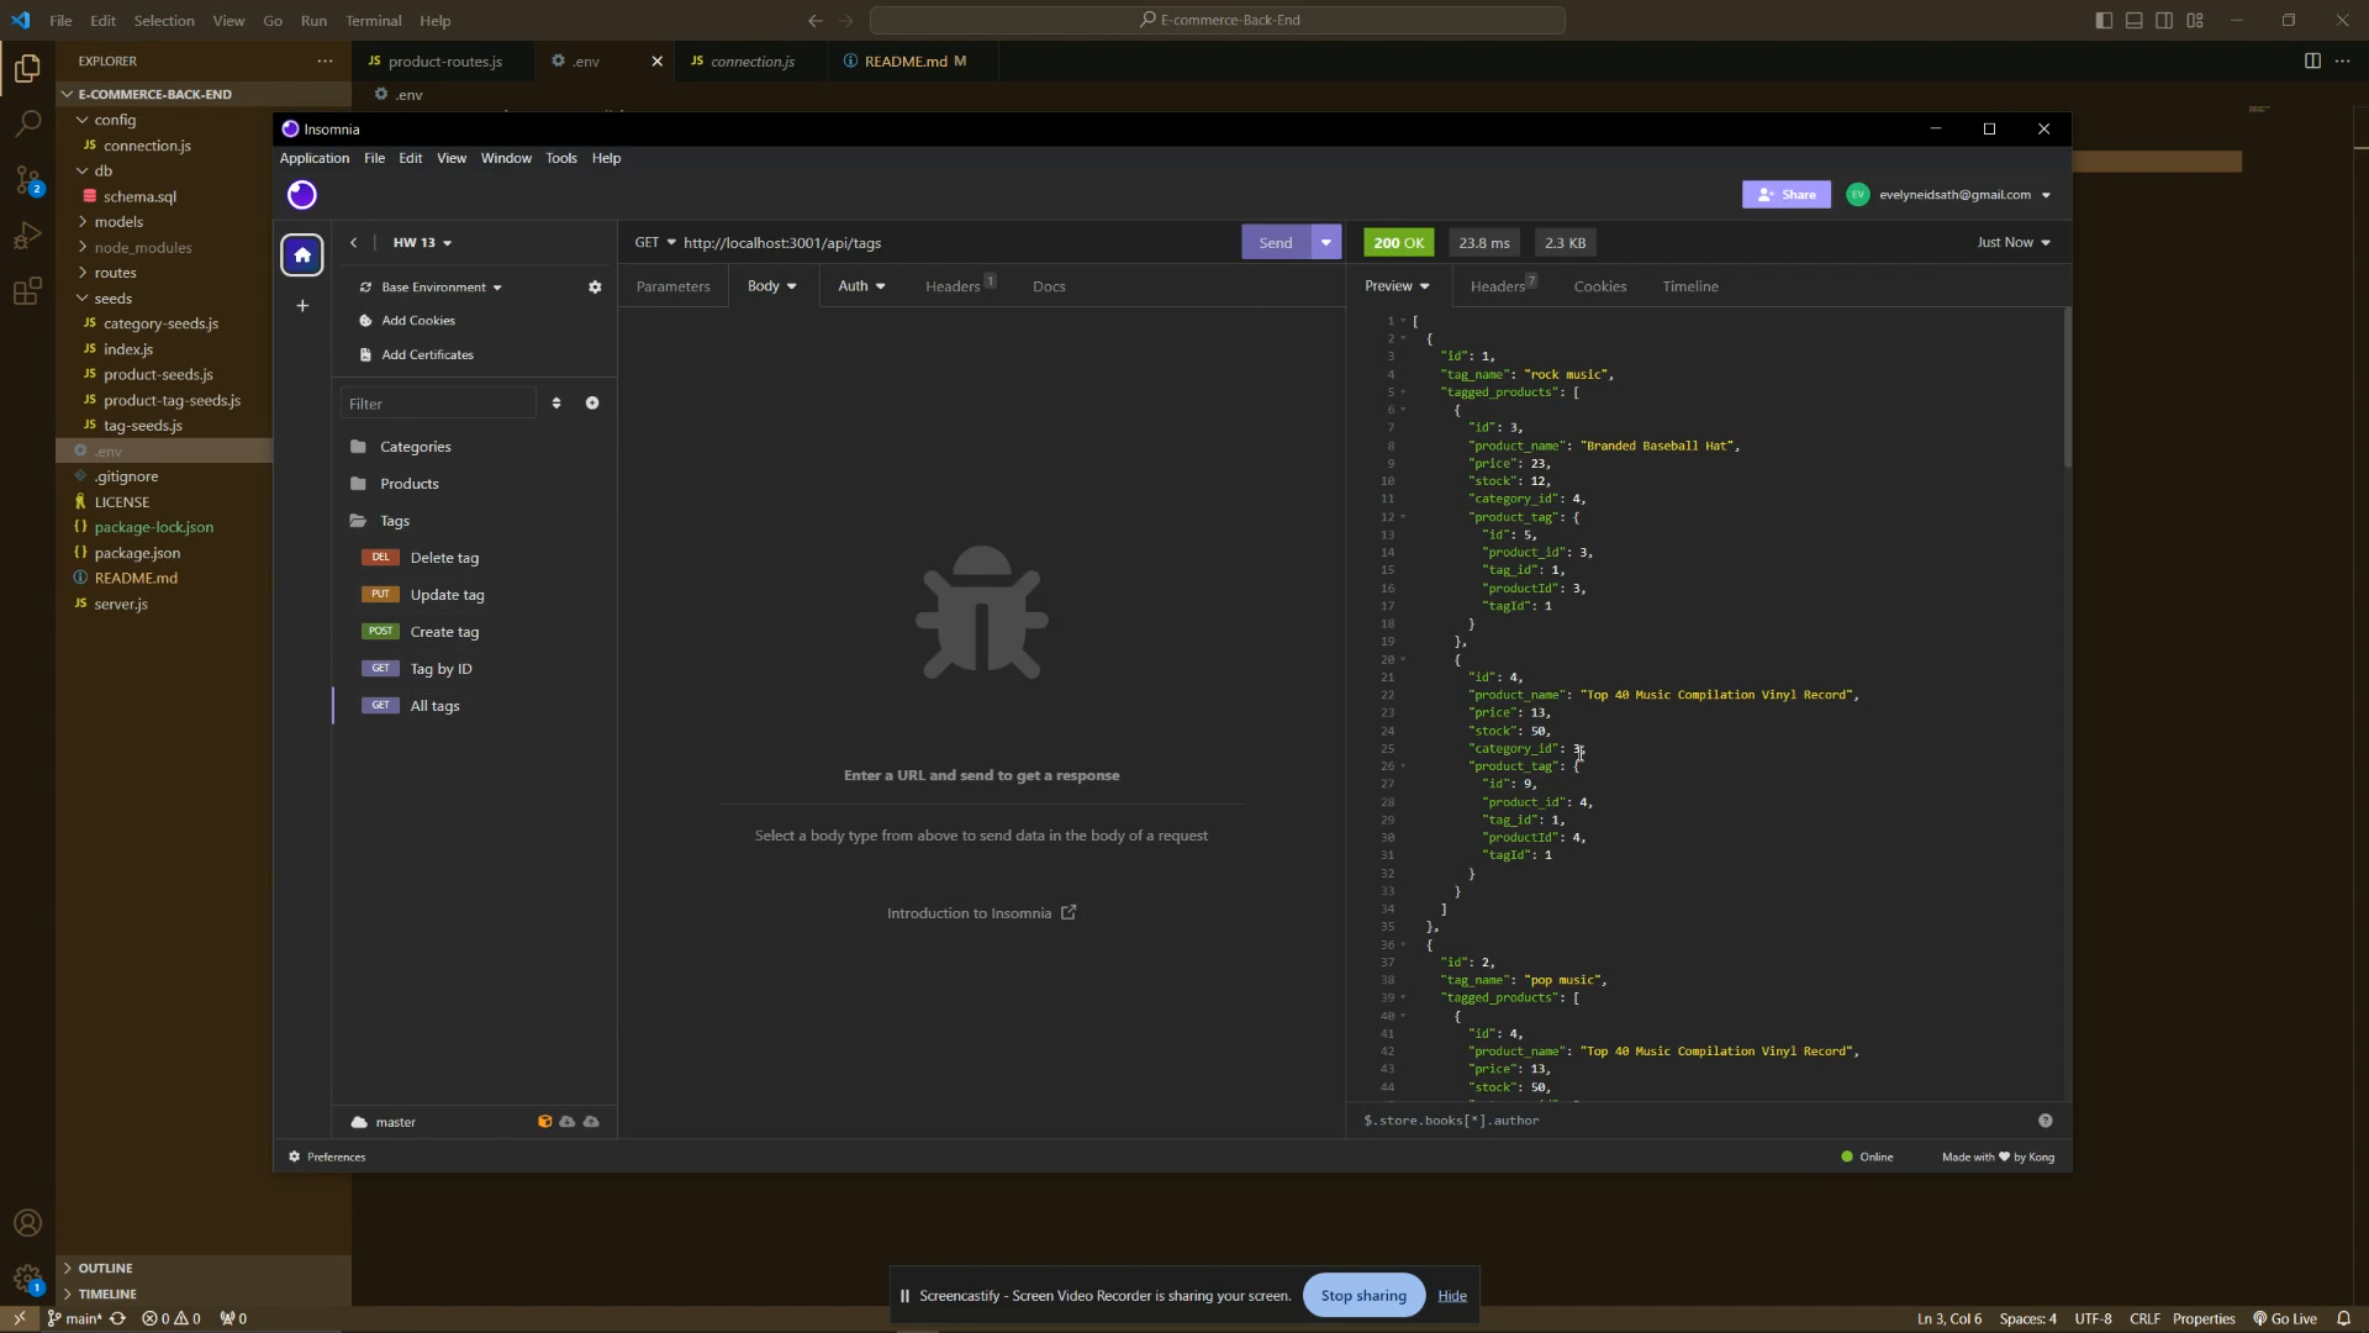 File Edit Selection View Go Run Terminal Help
E-commerce-Back-End
EXPLORER
JS product-routes.js
.env
JS connection.js
README.md M
E-COMMERCE-BACK-END
.env
config
JS connection.js
db
schema.sql
models
node_modules
routes
seeds
JS category-seeds.js
JS index.js
JS product-seeds.js
JS product-tag-seeds.js
JS tag-seeds.js
.env
.gitignore
LICENSE
{} package-lock.json
{} package.json
README.md
JS server.js
OUTLINE
TIMELINE
2
1
Insomnia
Application File Edit View Window Tools Help
Share
EV evelyneidsath@gmail.com
HW 13
Base Environment
Add Cookies
Add Certificates
Filter
Categories
Products
Tags
DEL Delete tag
PUT Update tag
POST Create tag
GET Tag by ID
GET All tags
master
GET http://localhost:3001/api/tags
Send
Parameters Body Auth Headers 1 Docs
Enter a URL and send to get a response
Select a body type from above to send data in the body of a request
Introduction to Insomnia
200 OK 23.8 ms 2.3 KB Just Now
Preview Headers 7 Cookies Timeline
1 [
2 {
3 "id": 1,
4 "tag_name": "rock music",
5 "tagged_products": [
6 {
7 "id": 3,
8 "product_name": "Branded Baseball Hat",
9 "price": 23,
10 "stock": 12,
11 "category_id": 4,
12 "product_tag": {
13 "id": 5,
14 "product_id": 3,
15 "tag_id": 1,
16 "productId": 3,
17 "tagId": 1
18 }
19 },
20 {
21 "id": 4,
22 "product_name": "Top 40 Music Compilation Vinyl Record",
23 "price": 13,
24 "stock": 50,
25 "category_id": 3,
26 "product_tag": {
27 "id": 9,
28 "product_id": 4,
29 "tag_id": 1,
30 "productId": 4,
31 "tagId": 1
32 }
33 }
34 ]
35 },
36 {
37 "id": 2,
38 "tag_name": "pop music",
39 "tagged_products": [
40 {
41 "id": 4,
42 "product_name": "Top 40 Music Compilation Vinyl Record",
43 "price": 13,
44 "stock": 50,
$.store.books[*].author
Preferences
Online
Made with ❤ by Kong
Screencastify - Screen Video Recorder is sharing your screen. Stop sharing Hide
main* 0 0 0
Ln 3, Col 6 Spaces: 4 UTF-8 CRLF Properties Go Live